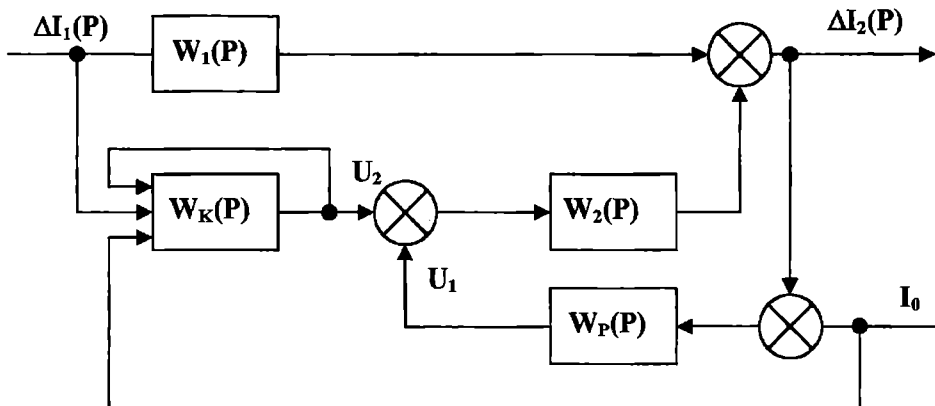 ΔI₁(P)
W₁(P)
ΔI₂(P)
U₂
W_K(P)
W₂(P)
U₁
W_P(P)
I₀